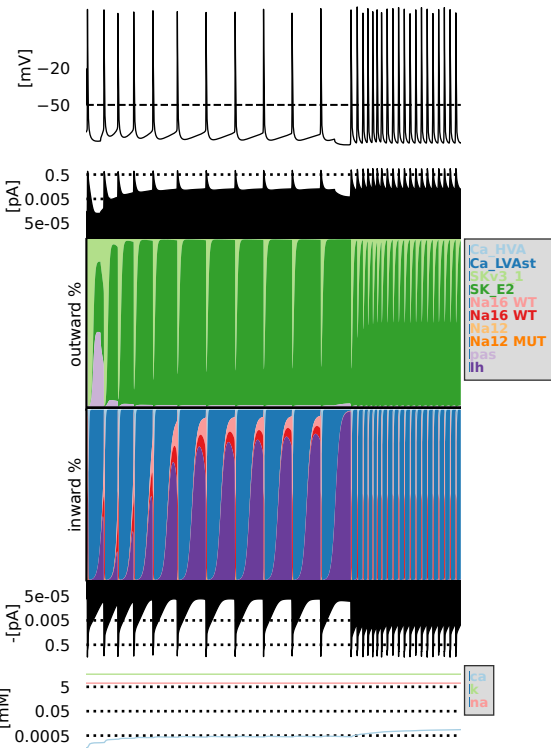 [mV]
−20
−50
[pA]
0.5
0.005
5e-05
outward %
Ca_HVA
Ca_LVAst
SKv3_1
SK_E2
Na16 WT
Na16 WT
Na12
Na12 MUT
pas
Ih
inward %
-[pA]
5e-05
0.005
0.5
ca
k
na
[mM]
5
0.05
0.0005